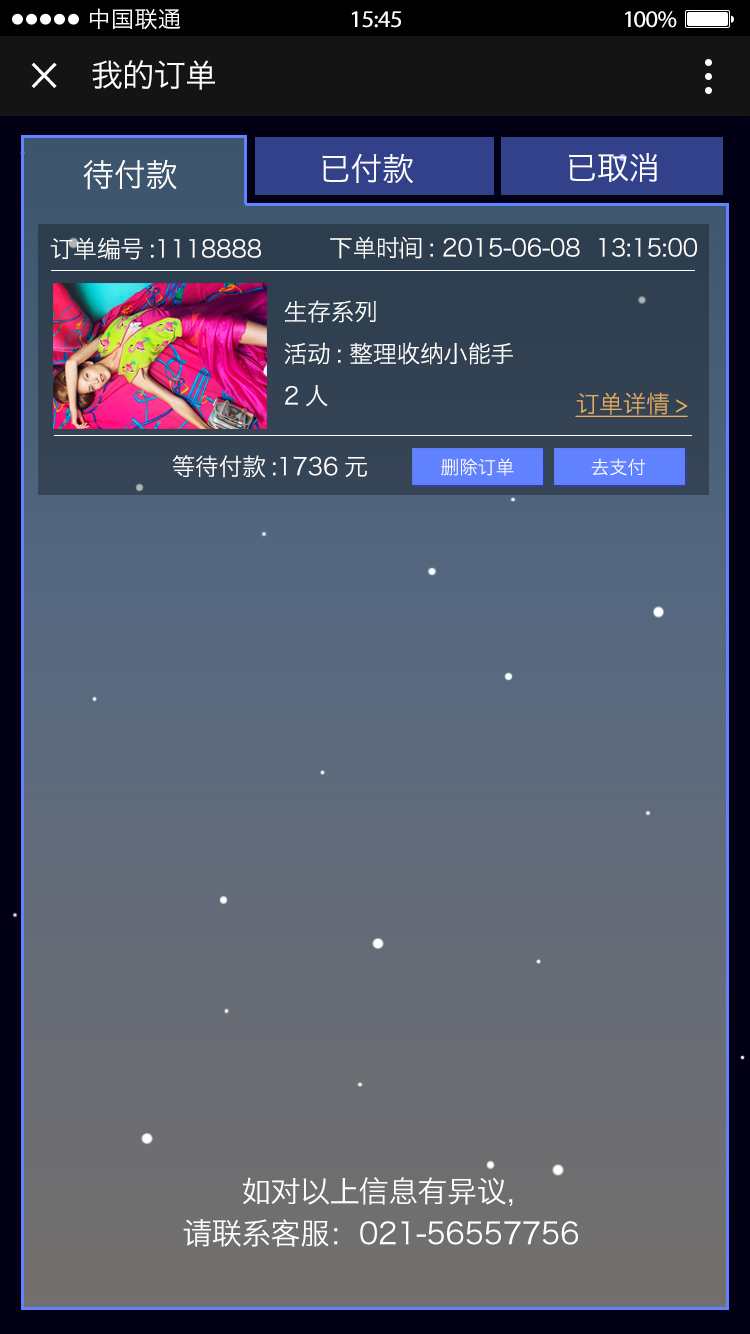 中国联通 15:45 100%
我的订单
待付款 已付款 已取消
订单编号:1118888 下单时间:2015-06-08 13:15:00
生存系列
活动:整理收纳小能手
2 人
订单详情>
等待付款:1736 元 删除订单 去支付
如对以上信息有异议,
请联系客服：021-56557756